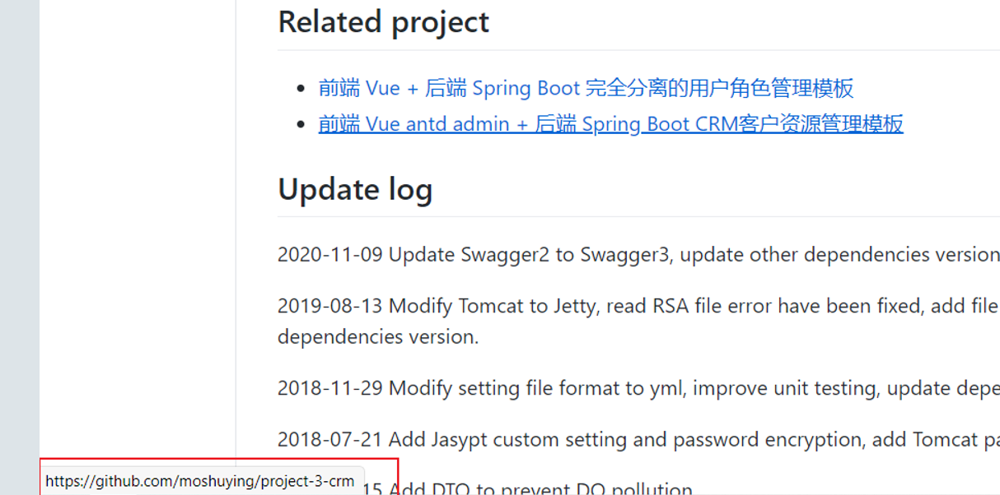 Related project
前端 Vue + 后端 Spring Boot 完全分离的用户角色管理模板
前端 Vue antd admin + 后端 Spring Boot CRM客户资源管理模板
Update log
2020-11-09 Update Swagger2 to Swagger3, update other dependencies version
2019-08-13 Modify Tomcat to Jetty, read RSA file error have been fixed, add file
dependencies version.
2018-11-29 Modify setting file format to yml, improve unit testing, update depe
2018-07-21 Add Jasypt custom setting and password encryption, add Tomcat pa
15 Add DTO to prevent DO pollution
https://github.com/moshuying/project-3-crm